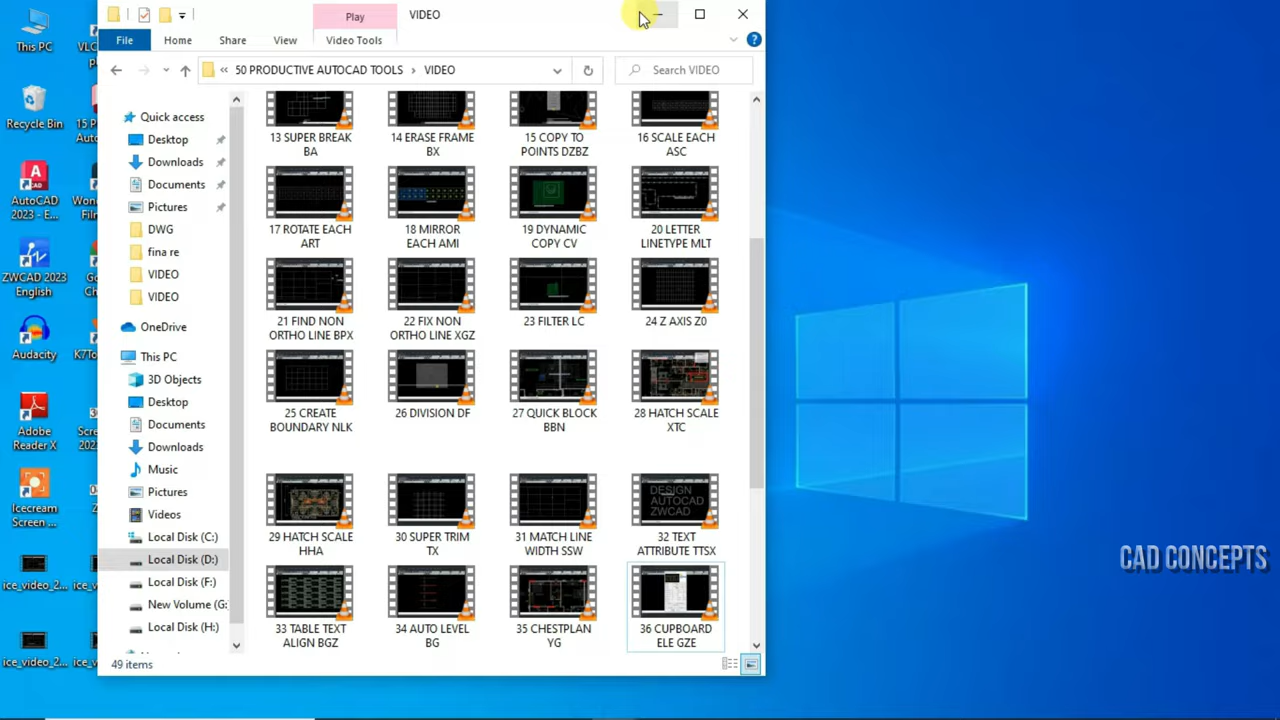 Play
VIDEO
File
Home
Share
View
Video Tools
50 PRODUCTIVE AUTOCAD TOOLS
VIDEO
Search VIDEO
This PC
Recycle Bin
AutoCAD
2023 - E...
ZWCAD 2023
English
Audacity
Adobe
Reader X
Icecream
Screen ...
ice_video_2...
ice_video_2...
Quick access
Desktop
Downloads
Documents
Pictures
DWG
fina re
VIDEO
VIDEO
OneDrive
This PC
3D Objects
Desktop
Documents
Downloads
Music
Pictures
Videos
Local Disk (C:)
Local Disk (D:)
Local Disk (F:)
New Volume (G:
Local Disk (H:)
13 SUPER BREAK
BA
14 ERASE FRAME
BX
15 COPY TO
POINTS DZBZ
16 SCALE EACH
ASC
17 ROTATE EACH
ART
18 MIRROR
EACH AMI
19 DYNAMIC
COPY CV
20 LETTER
LINETYPE MLT
21 FIND NON
ORTHO LINE BPX
22 FIX NON
ORTHO LINE XGZ
23 FILTER LC
24 Z AXIS Z0
25 CREATE
BOUNDARY NLK
26 DIVISION DF
27 QUICK BLOCK
BBN
28 HATCH SCALE
XTC
DESIGN
AUTOCAD
ZWCAD
29 HATCH SCALE
HHA
30 SUPER TRIM
TX
31 MATCH LINE
WIDTH SSW
32 TEXT
ATTRIBUTE TTSX
33 TABLE TEXT
ALIGN BGZ
34 AUTO LEVEL
BG
35 CHESTPLAN
YG
36 CUPBOARD
ELE GZE
49 items
CAD CONCEPTS